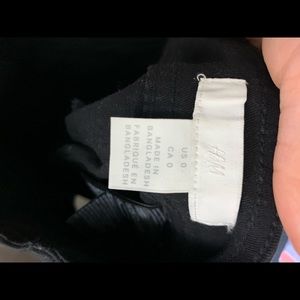 H&M
US 0
CA 0
MADE IN
BANGLADESH
FABRIQUÉ EN
BANGLADESH